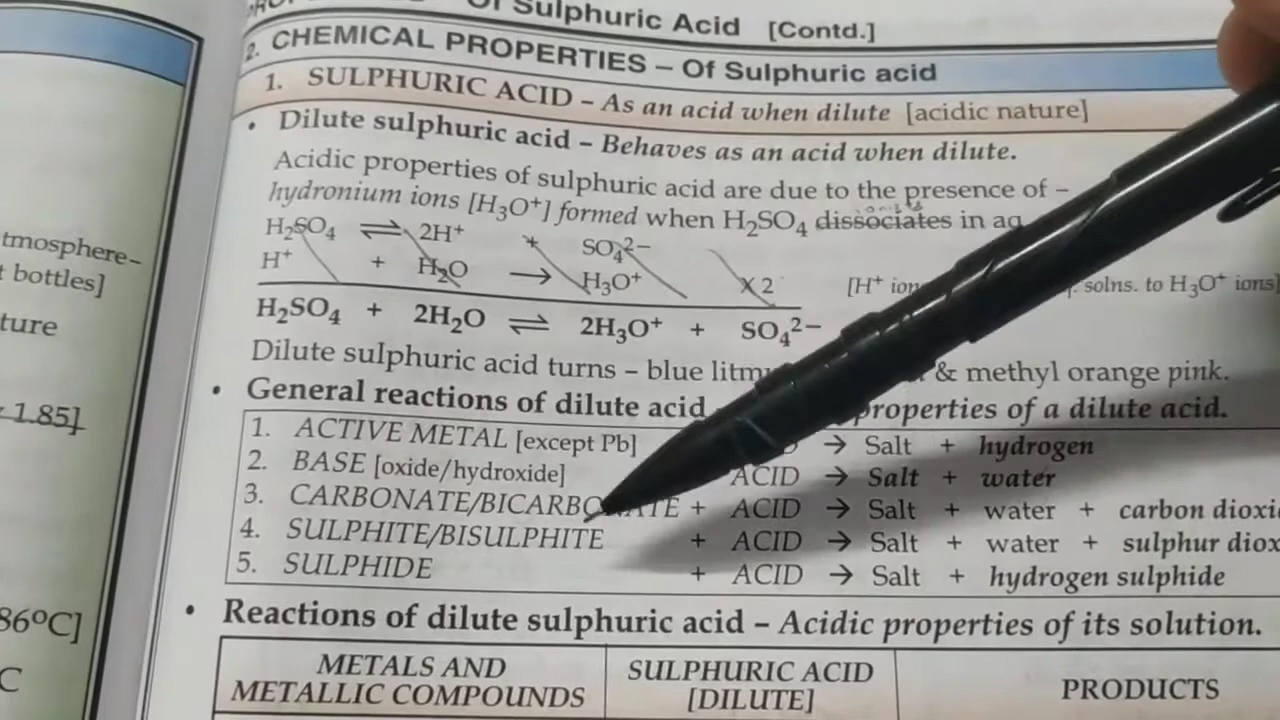 Of Sulphuric Acid [Contd.]
2. CHEMICAL PROPERTIES – Of Sulphuric acid
1. SULPHURIC ACID – As an acid when dilute [acidic nature]
• Dilute sulphuric acid – Behaves as an acid when dilute.
Acidic properties of sulphuric acid are due to the presence of –
hydronium ions [H₃O⁺] formed when H₂SO₄ dissociates in aq
H₂SO₄ ⇌ 2H⁺ + SO₄²⁻
H⁺ + H₂O → H₃O⁺ X 2 [H⁺ ion solns. to H₃O⁺ ions]
H₂SO₄ + 2H₂O ⇌ 2H₃O⁺ + SO₄²⁻
Dilute sulphuric acid turns – blue litm & methyl orange pink.
• General reactions of dilute acid properties of a dilute acid.
1. ACTIVE METAL [except Pb] → Salt + hydrogen
2. BASE [oxide/hydroxide] ACID → Salt + water
3. CARBONATE/BICARBONATE + ACID → Salt + water + carbon dioxi
4. SULPHITE/BISULPHITE + ACID → Salt + water + sulphur diox
5. SULPHIDE + ACID → Salt + hydrogen sulphide
• Reactions of dilute sulphuric acid – Acidic properties of its solution.
METALS AND METALLIC COMPOUNDS
SULPHURIC ACID [DILUTE]
PRODUCTS
tmosphere–
t bottles]
ture
1.85]
86°C]
C